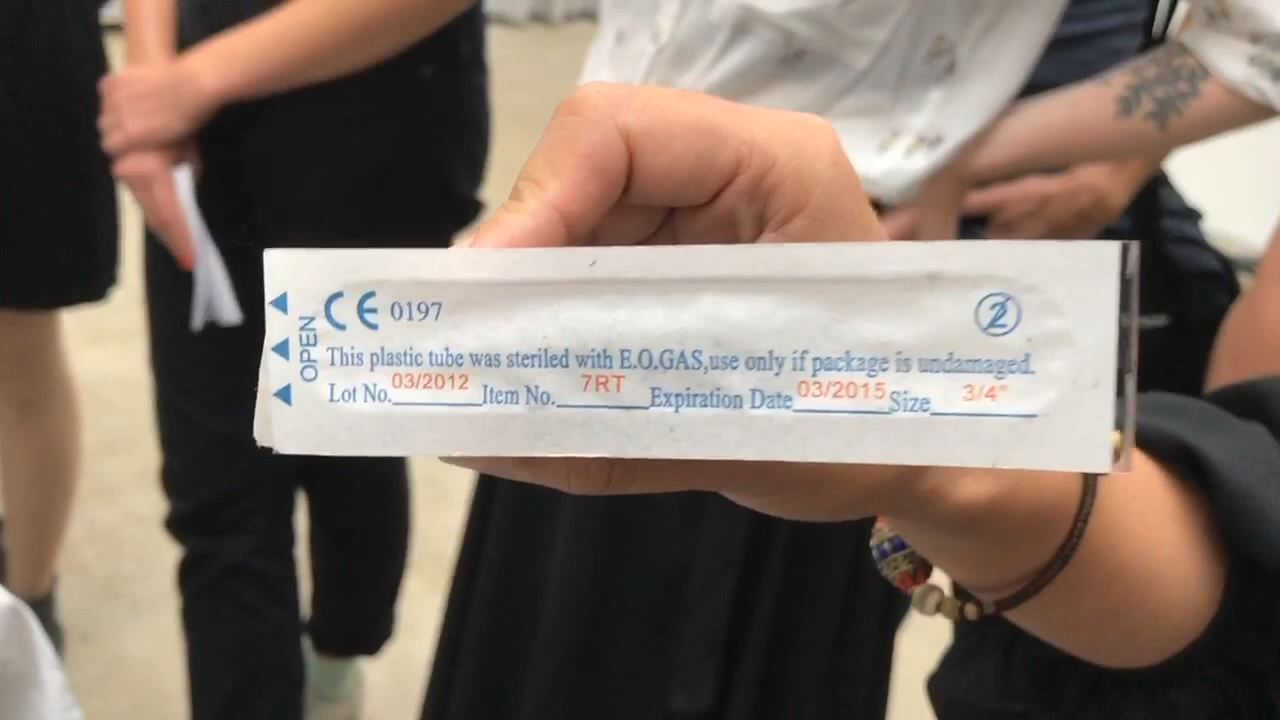 OPEN
CE 0197
2
This plastic tube was steriled with E.O.GAS,use only if package is undamaged.
Lot No. 03/2012 Item No. 7RT Expiration Date 03/2015 Size 3/4"